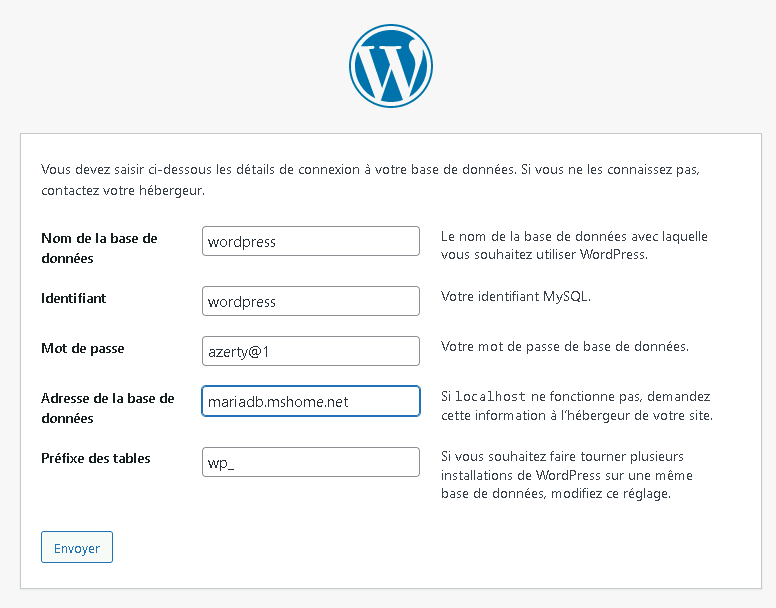 Vous devez saisir ci-dessous les détails de connexion à votre base de données. Si vous ne les connaissez pas,
contactez votre hébergeur.
Nom de la base de
données
wordpress
Le nom de la base de données avec laquelle
vous souhaitez utiliser WordPress.
Identifiant
wordpress
Votre identifiant MySQL.
Mot de passe
azerty@1
Votre mot de passe de base de données.
Adresse de la base de
données
mariadb.mshome.net
Si localhost ne fonctionne pas, demandez
cette information à l’hébergeur de votre site.
Préfixe des tables
wp_
Si vous souhaitez faire tourner plusieurs
installations de WordPress sur une même
base de données, modifiez ce réglage.
Envoyer